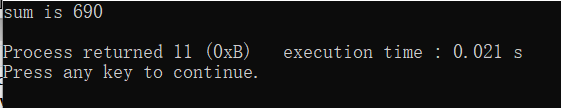 sum is 690
Process returned 11 (0xB)   execution time : 0.021 s
Press any key to continue.